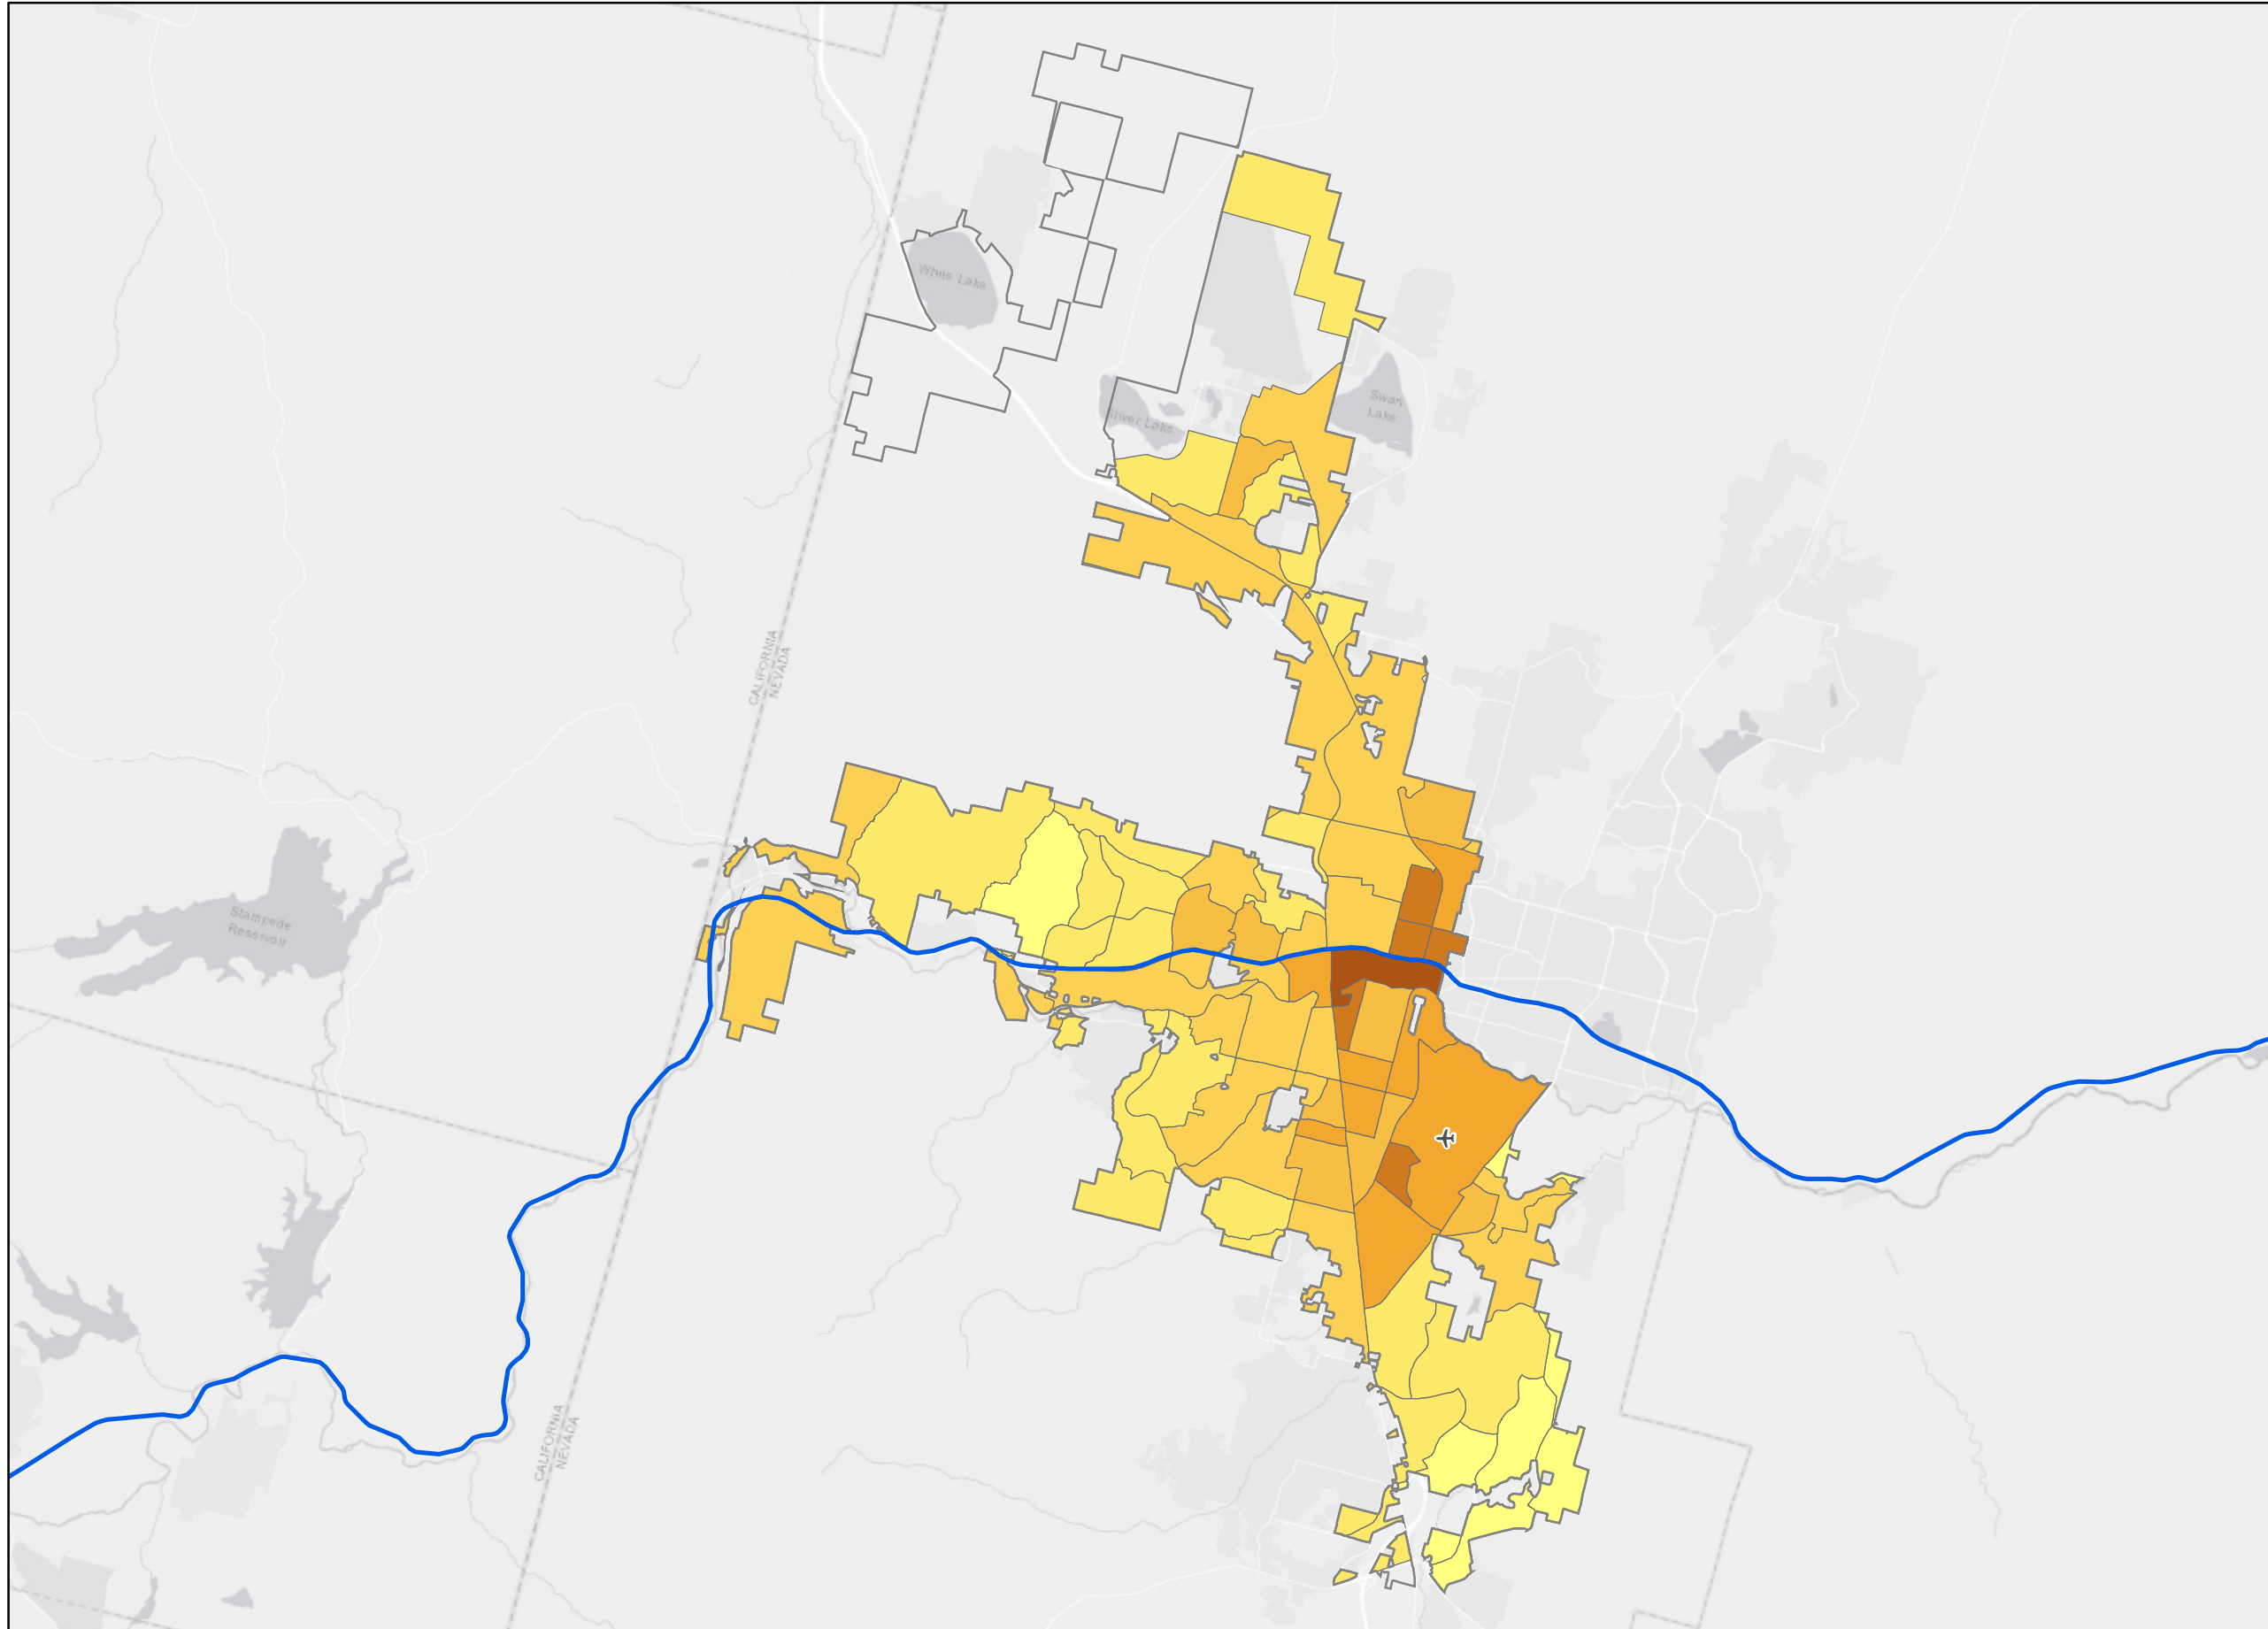 White Lake
Silver Lake
Swan
Lake
CALIFORNIA
NEVADA
Stampede
Reservoir
CALIFORNIA
NEVADA